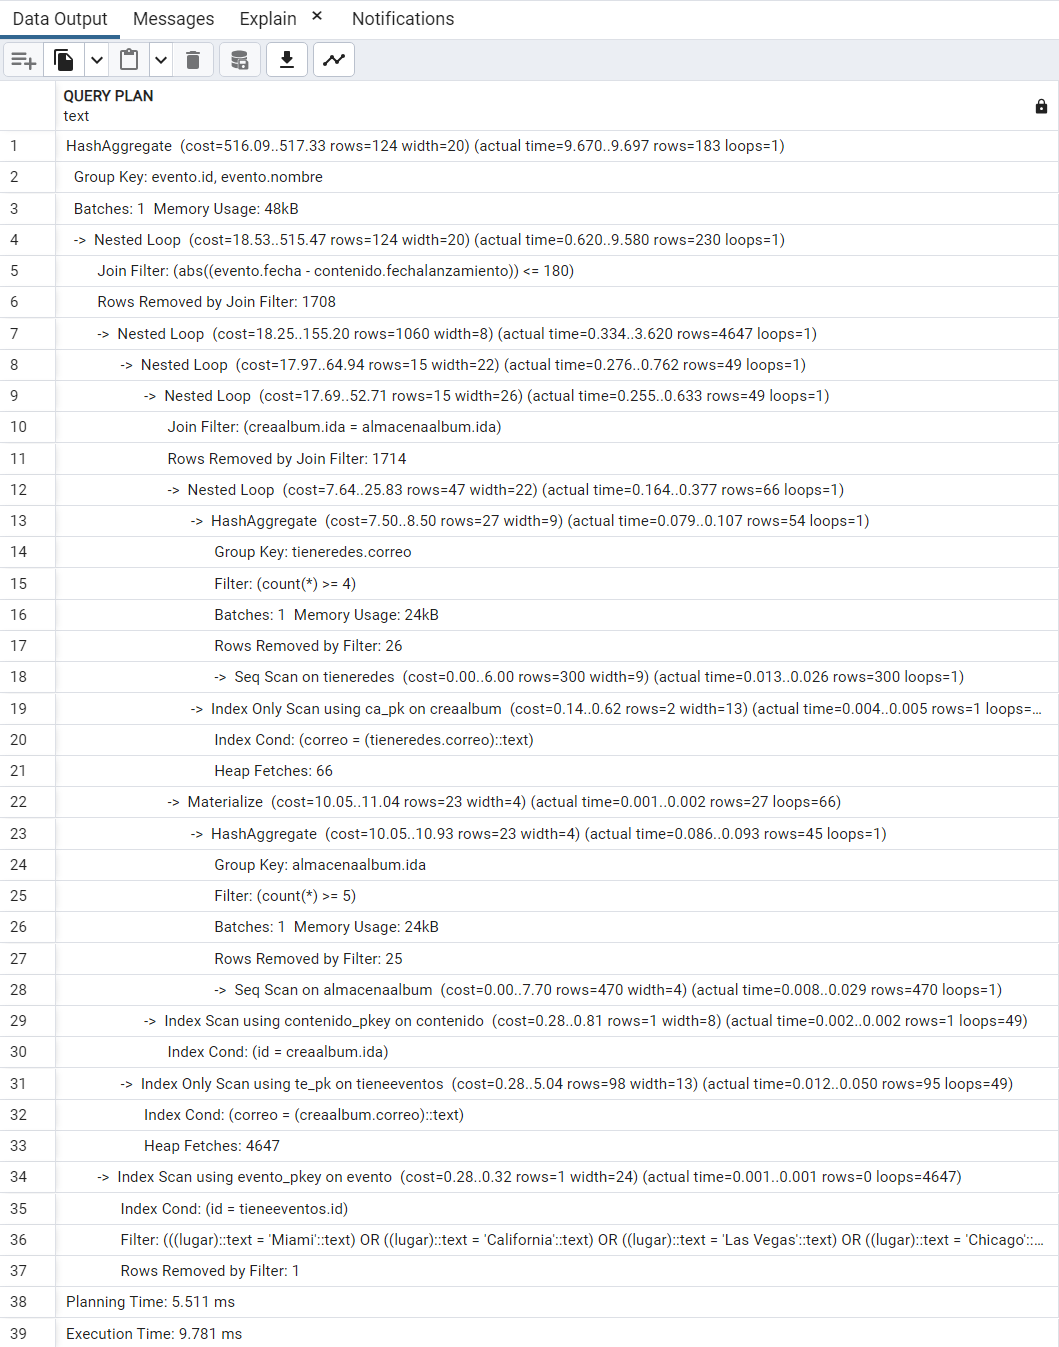 Data Output Messages Explain × Notifications
QUERY PLAN
text
1 HashAggregate (cost=516.09..517.33 rows=124 width=20) (actual time=9.670..9.697 rows=183 loops=1)
2 Group Key: evento.id, evento.nombre
3 Batches: 1 Memory Usage: 48kB
4 -> Nested Loop (cost=18.53..515.47 rows=124 width=20) (actual time=0.620..9.580 rows=230 loops=1)
5 Join Filter: (abs((evento.fecha - contenido.fechalanzamiento)) <= 180)
6 Rows Removed by Join Filter: 1708
7 -> Nested Loop (cost=18.25..155.20 rows=1060 width=8) (actual time=0.334..3.620 rows=4647 loops=1)
8 -> Nested Loop (cost=17.97..64.94 rows=15 width=22) (actual time=0.276..0.762 rows=49 loops=1)
9 -> Nested Loop (cost=17.69..52.71 rows=15 width=26) (actual time=0.255..0.633 rows=49 loops=1)
10 Join Filter: (creaalbum.ida = almacenaalbum.ida)
11 Rows Removed by Join Filter: 1714
12 -> Nested Loop (cost=7.64..25.83 rows=47 width=22) (actual time=0.164..0.377 rows=66 loops=1)
13 -> HashAggregate (cost=7.50..8.50 rows=27 width=9) (actual time=0.079..0.107 rows=54 loops=1)
14 Group Key: tieneredes.correo
15 Filter: (count(*) >= 4)
16 Batches: 1 Memory Usage: 24kB
17 Rows Removed by Filter: 26
18 -> Seq Scan on tieneredes (cost=0.00..6.00 rows=300 width=9) (actual time=0.013..0.026 rows=300 loops=1)
19 -> Index Only Scan using ca_pk on creaalbum (cost=0.14..0.62 rows=2 width=13) (actual time=0.004..0.005 rows=1 loops=...
20 Index Cond: (correo = (tieneredes.correo)::text)
21 Heap Fetches: 66
22 -> Materialize (cost=10.05..11.04 rows=23 width=4) (actual time=0.001..0.002 rows=27 loops=66)
23 -> HashAggregate (cost=10.05..10.93 rows=23 width=4) (actual time=0.086..0.093 rows=45 loops=1)
24 Group Key: almacenaalbum.ida
25 Filter: (count(*) >= 5)
26 Batches: 1 Memory Usage: 24kB
27 Rows Removed by Filter: 25
28 -> Seq Scan on almacenaalbum (cost=0.00..7.70 rows=470 width=4) (actual time=0.008..0.029 rows=470 loops=1)
29 -> Index Scan using contenido_pkey on contenido (cost=0.28..0.81 rows=1 width=8) (actual time=0.002..0.002 rows=1 loops=49)
30 Index Cond: (id = creaalbum.ida)
31 -> Index Only Scan using te_pk on tieneeventos (cost=0.28..5.04 rows=98 width=13) (actual time=0.012..0.050 rows=95 loops=49)
32 Index Cond: (correo = (creaalbum.correo)::text)
33 Heap Fetches: 4647
34 -> Index Scan using evento_pkey on evento (cost=0.28..0.32 rows=1 width=24) (actual time=0.001..0.001 rows=0 loops=4647)
35 Index Cond: (id = tieneeventos.id)
36 Filter: (((lugar)::text = 'Miami'::text) OR ((lugar)::text = 'California'::text) OR ((lugar)::text = 'Las Vegas'::text) OR ((lugar)::text = 'Chicago'::...
37 Rows Removed by Filter: 1
38 Planning Time: 5.511 ms
39 Execution Time: 9.781 ms